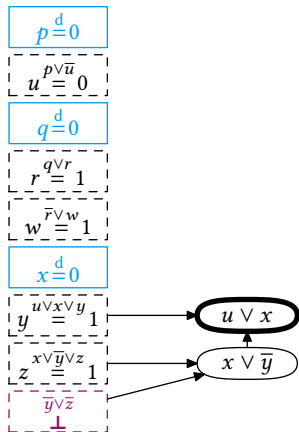 p d= 0
u p∨u̅= 0
q d= 0
r q∨r= 1
w r̅∨w= 1
x d= 0
y u∨x∨y= 1 u ∨ x
z x∨y̅∨z= 1 x ∨ y̅
y̅∨z̅
⊥